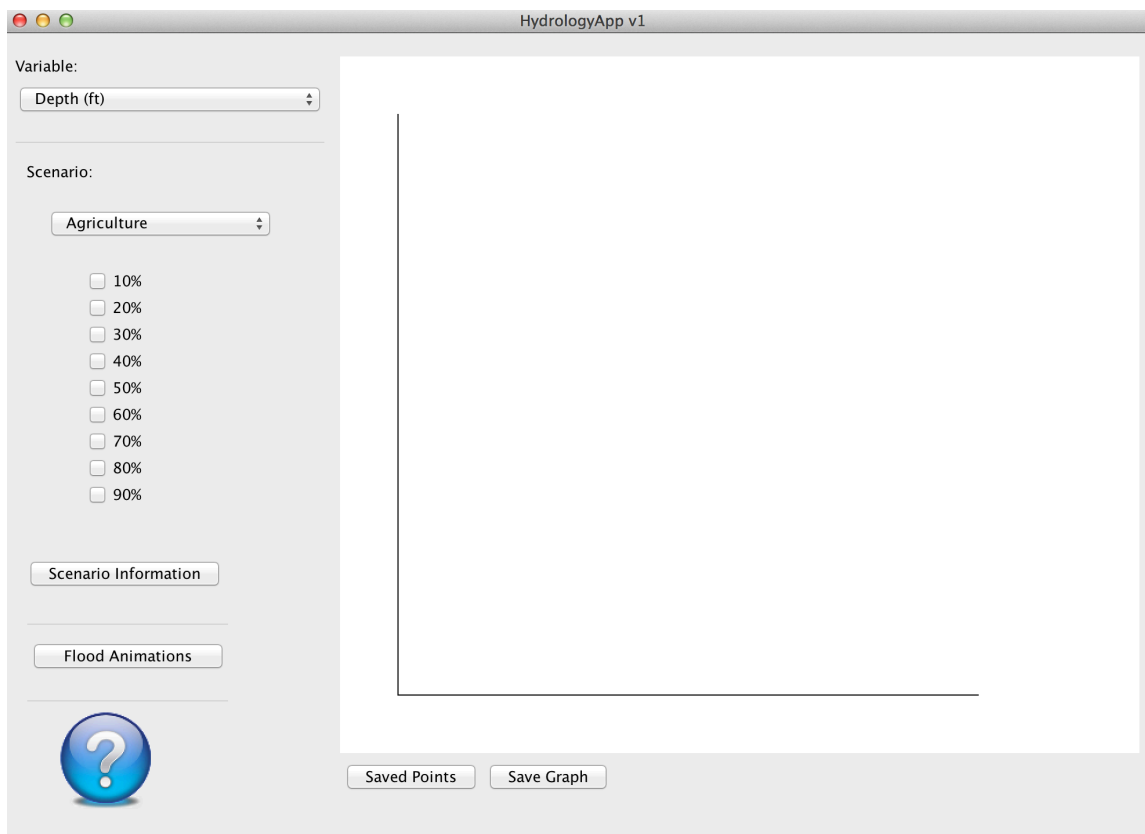 HydrologyApp v1
Variable:
Depth (ft)
Scenario:
Agriculture
10%
20%
30%
40%
50%
60%
70%
80%
90%
Scenario Information
Flood Animations
?
Saved Points
Save Graph